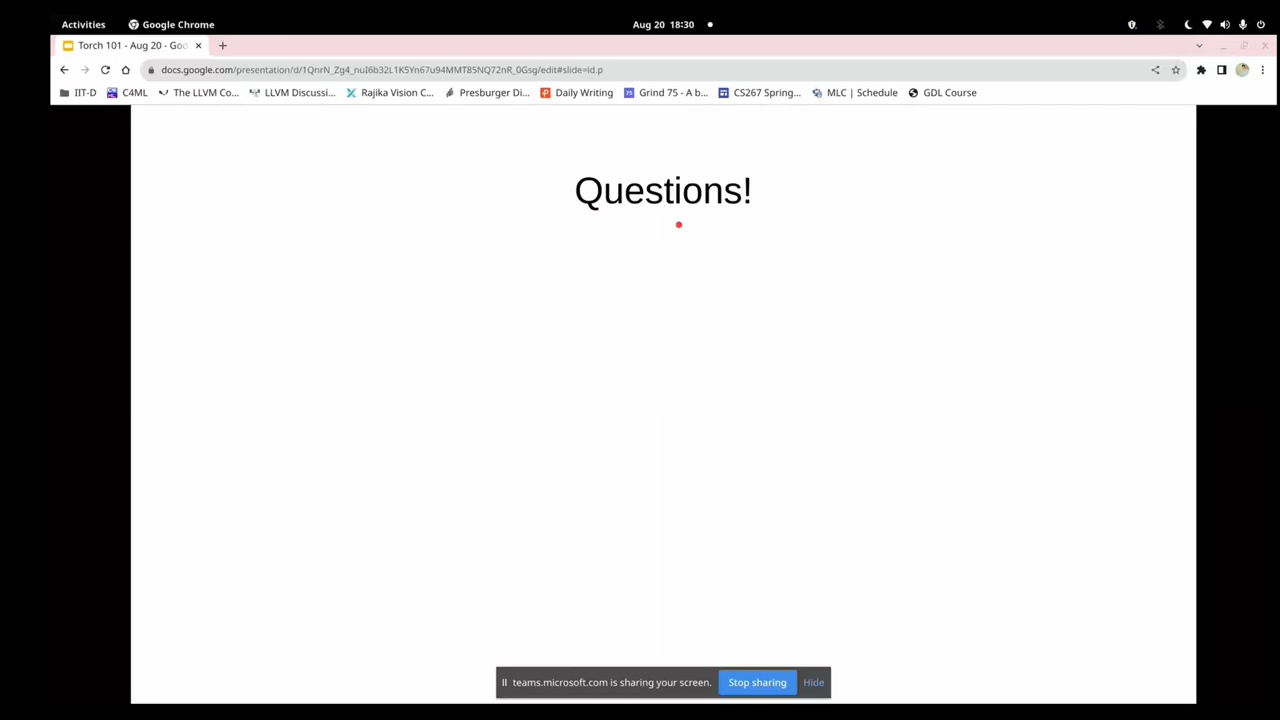 Activities Google Chrome Aug 20 18:30
Torch 101 - Aug 20 - Goo
docs.google.com/presentation/d/1QnrN_Zg4_nuI6b32L1K5Yn67u94MMT85NQ72nR_0Gsg/edit#slide=id.p
IIT-D C4ML The LLVM Co... LLVM Discussi... Rajika Vision C... Presburger Di... Daily Writing 75 Grind 75 - A b... CS267 Spring... MLC | Schedule GDL Course
Questions!
teams.microsoft.com is sharing your screen. Stop sharing Hide